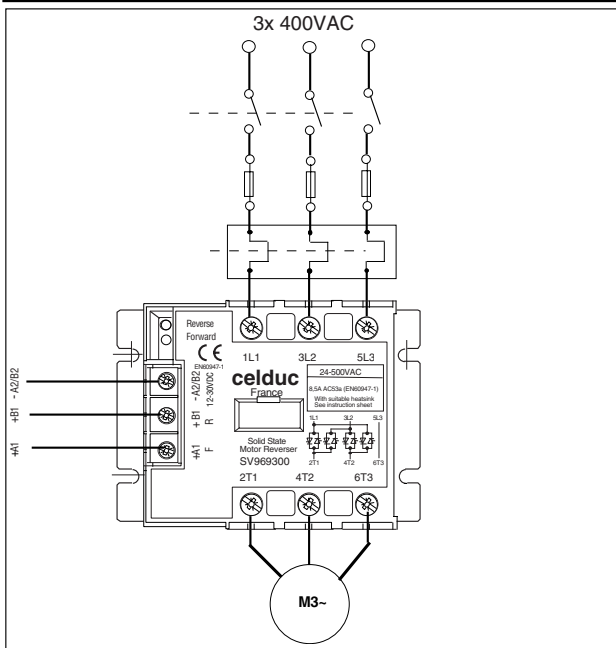 3x 400VAC
Reverse
Forward
CE
EN60947-1
1L1 3L2 5L3
celduc
France
24-500VAC
8,5A AC53a (EN60947-1)
With suitable heatsink
See instruction sheet
1L1 3L2 5L3
2T1 4T2 6T3
Solid State
Motor Reverser
SV969300
2T1 4T2 6T3
- A2/B2
+B1
+A1
- A2/B2
12-30VDC
+ B1
R
+A1
F
M3~